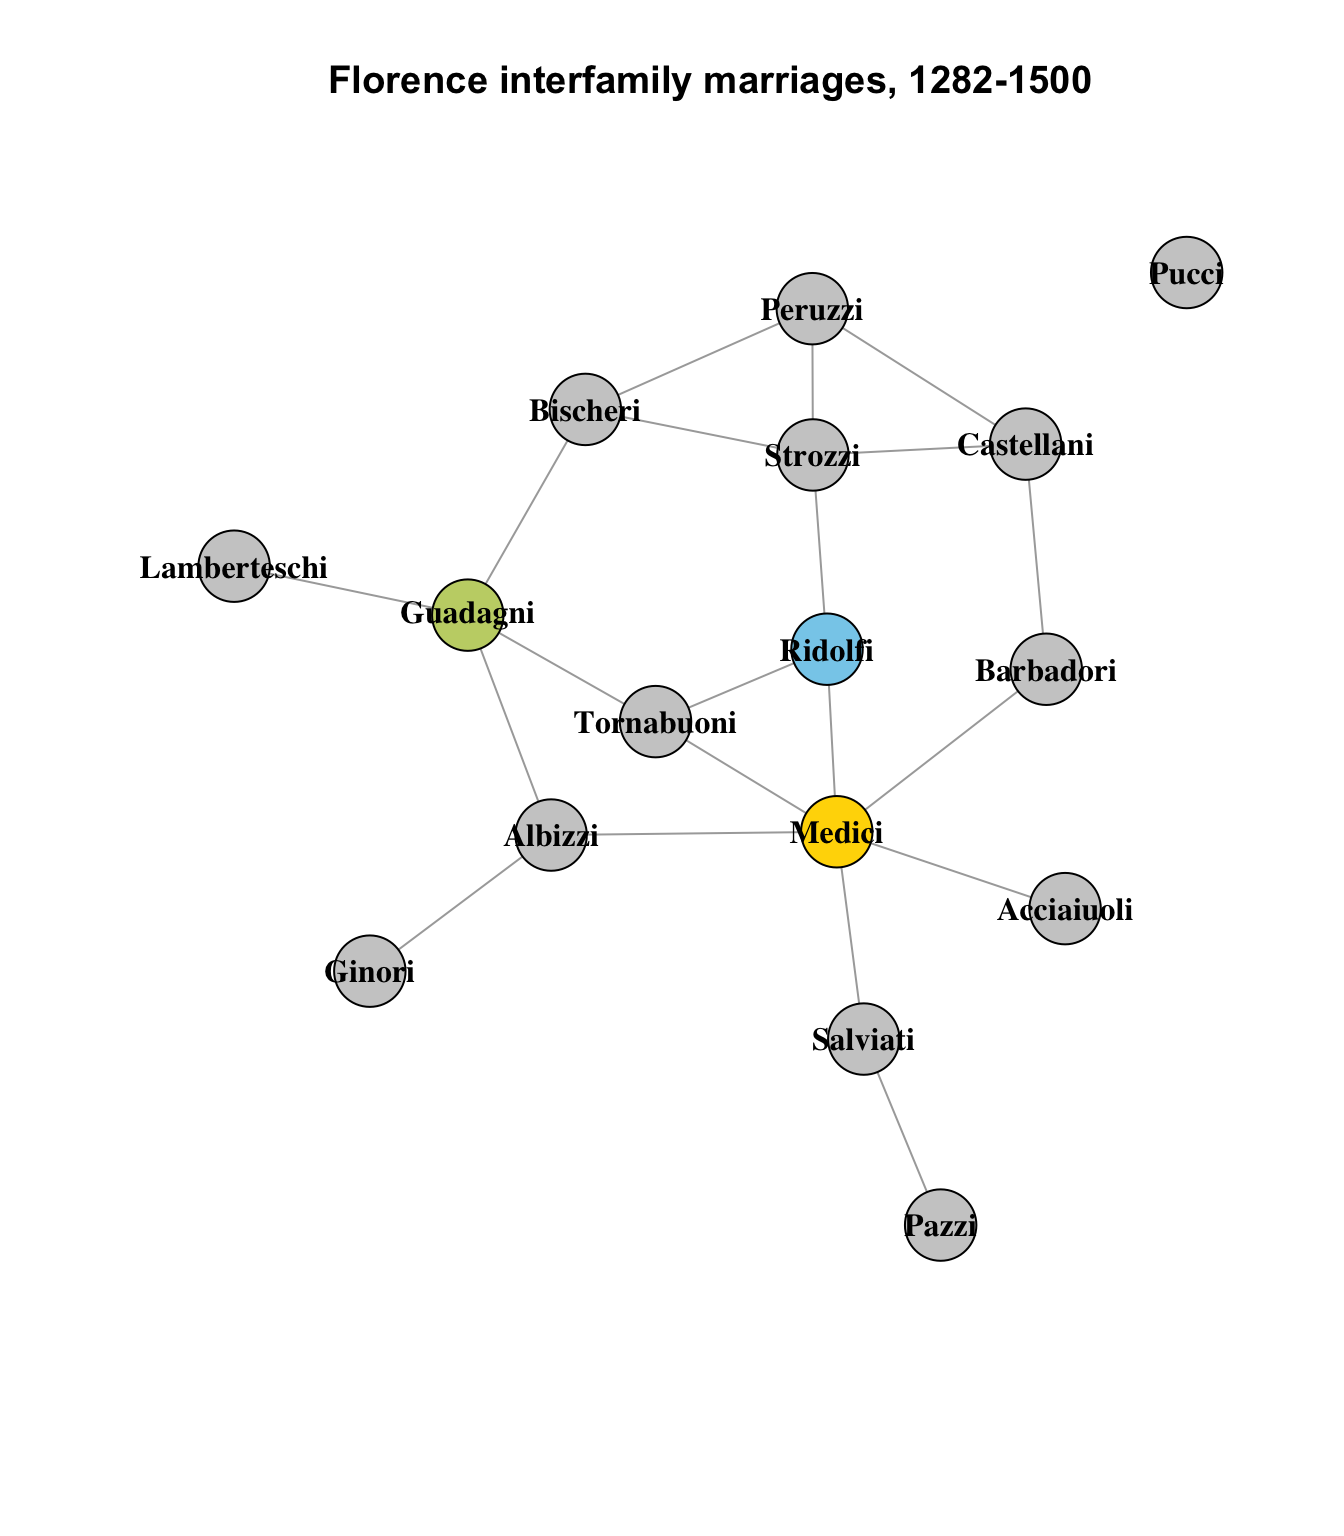 Florence interfamily marriages, 1282-1500
Pucci
Peruzzi
Bischeri
Castellani
Strozzi
Lamberteschi
Guadagni
Ridolfi
Barbadori
Tornabuoni
Albizzi
Medici
Acciaiuoli
Ginori
Salviati
Pazzi